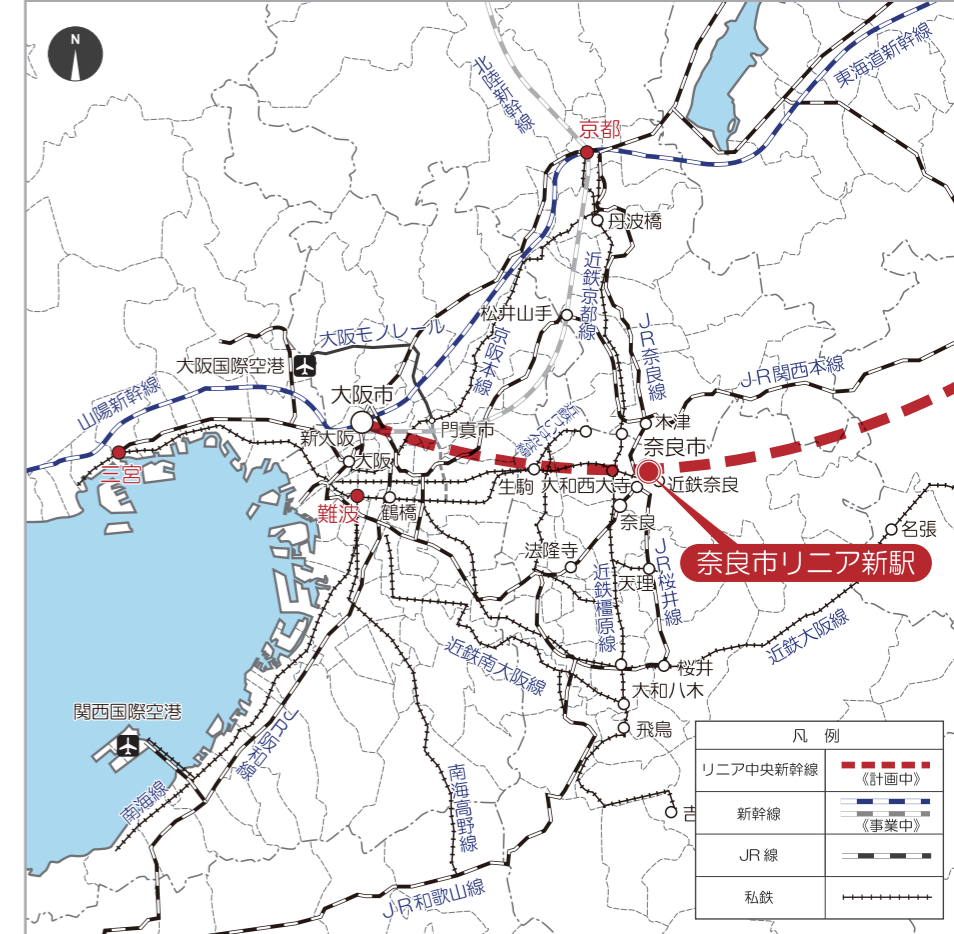 N
北陸新幹線
東海道新幹線
京都
丹波橋
近鉄京都線
松井山手
大阪モノレール
京阪本線
JR奈良線
大阪国際空港
JR関西本線
山陽新幹線
大阪市
門真市
木津
新大阪
奈良市
大阪
三宮
生駒
大和西大寺
近鉄奈良
難波
鶴橋
奈良
名張
法隆寺
奈良市リニア新駅
天理
近鉄橿原線
JR桜井線
近鉄大阪線
近鉄南大阪線
桜井
大和八木
関西国際空港
飛鳥
JR阪和線
南海線
南海高野線
JR和歌山線
凡 例
リニア中央新幹線
《計画中》
新幹線
《事業中》
JR線
私鉄